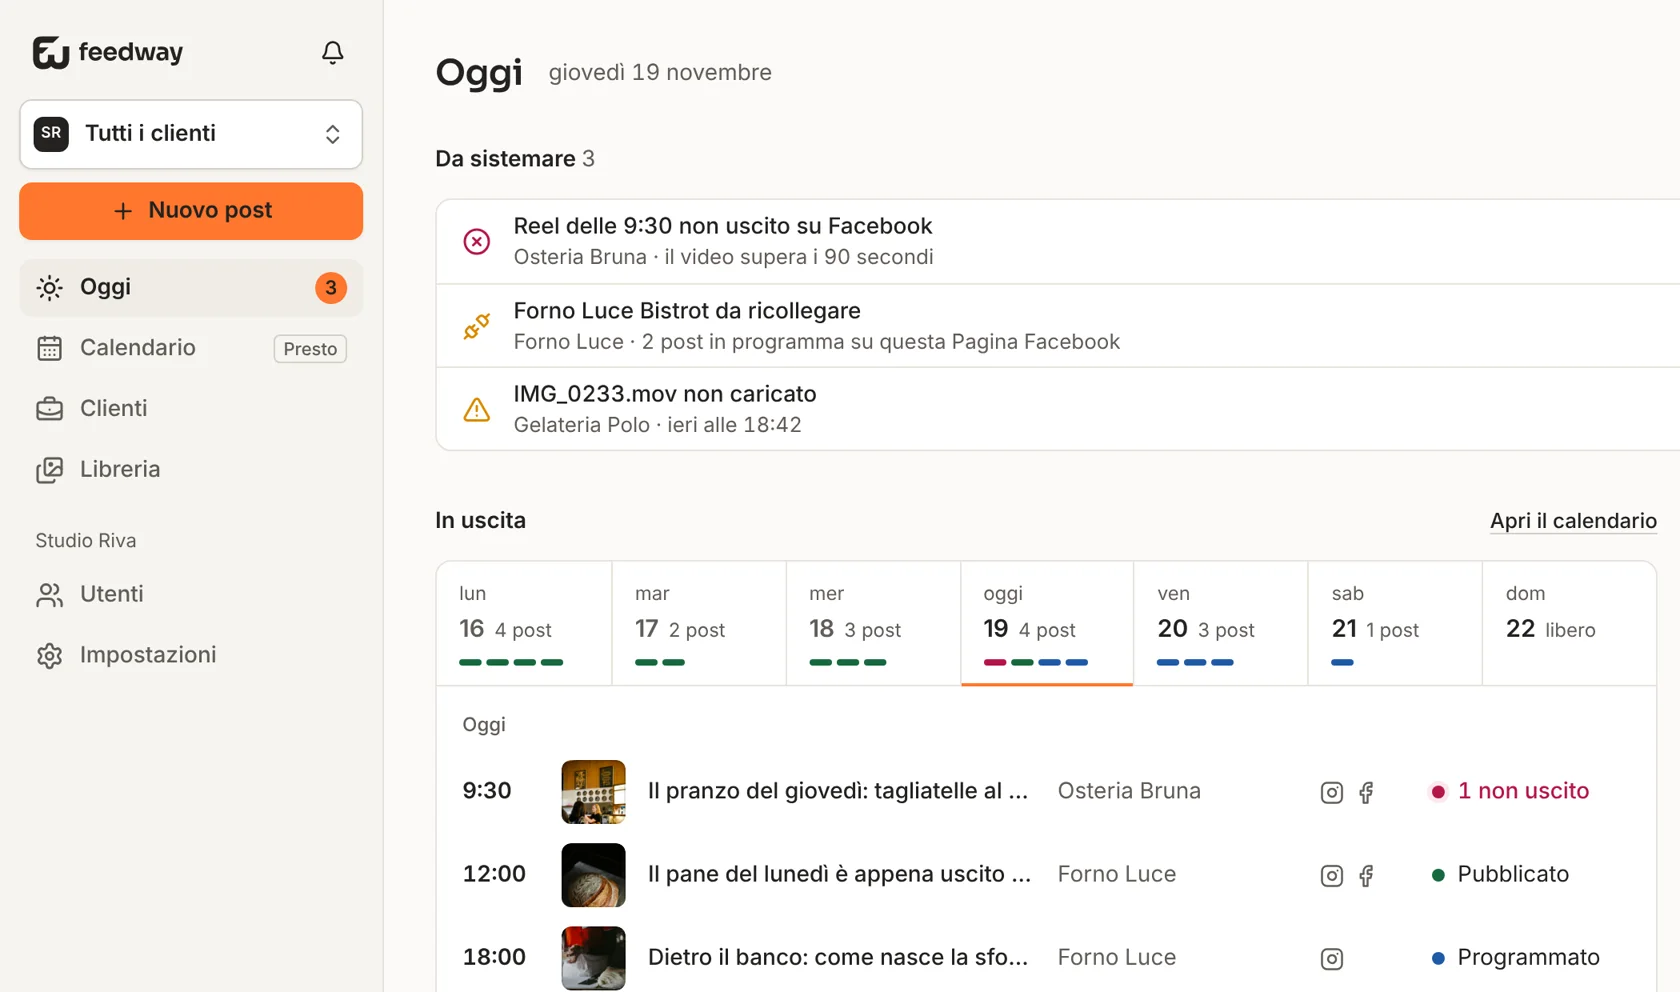 feedway
SR Tutti i clienti
+ Nuovo post
Oggi 3
Calendario Presto
Clienti
Libreria
Studio Riva
Utenti
Impostazioni
Oggi giovedì 19 novembre
Da sistemare 3
Reel delle 9:30 non uscito su Facebook
Osteria Bruna · il video supera i 90 secondi
Forno Luce Bistrot da ricollegare
Forno Luce · 2 post in programma su questa Pagina Facebook
IMG_0233.mov non caricato
Gelateria Polo · ieri alle 18:42
In uscita Apri il calendario
lun mar mer oggi ven sab dom
16 4 post 17 2 post 18 3 post 19 4 post 20 3 post 21 1 post 22 libero
Oggi
9:30 Il pranzo del giovedì: tagliatelle al ... Osteria Bruna 1 non uscito
12:00 Il pane del lunedì è appena uscito ... Forno Luce Pubblicato
18:00 Dietro il banco: come nasce la sfo... Forno Luce Programmato